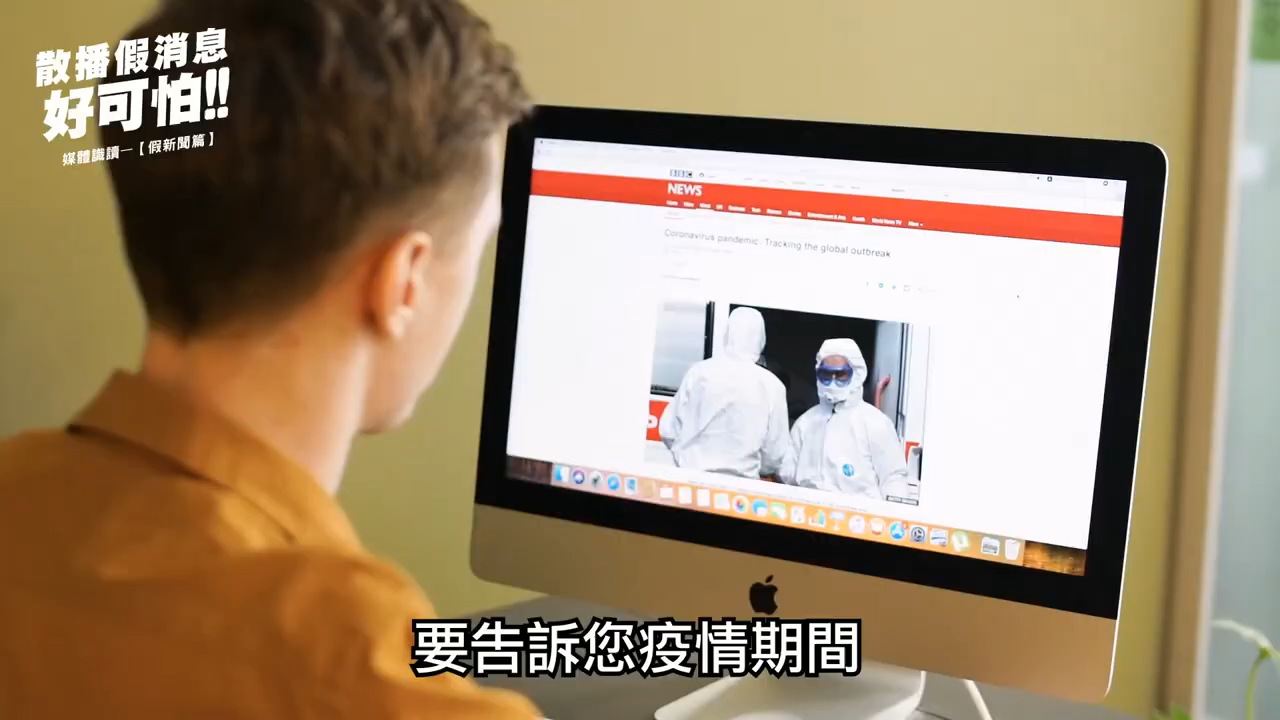 散播假消息
好可怕!!
媒體識讀—【假新聞篇】
BBC
NEWS
Coronavirus pandemic: Tracking the global outbreak
要告訴您疫情期間